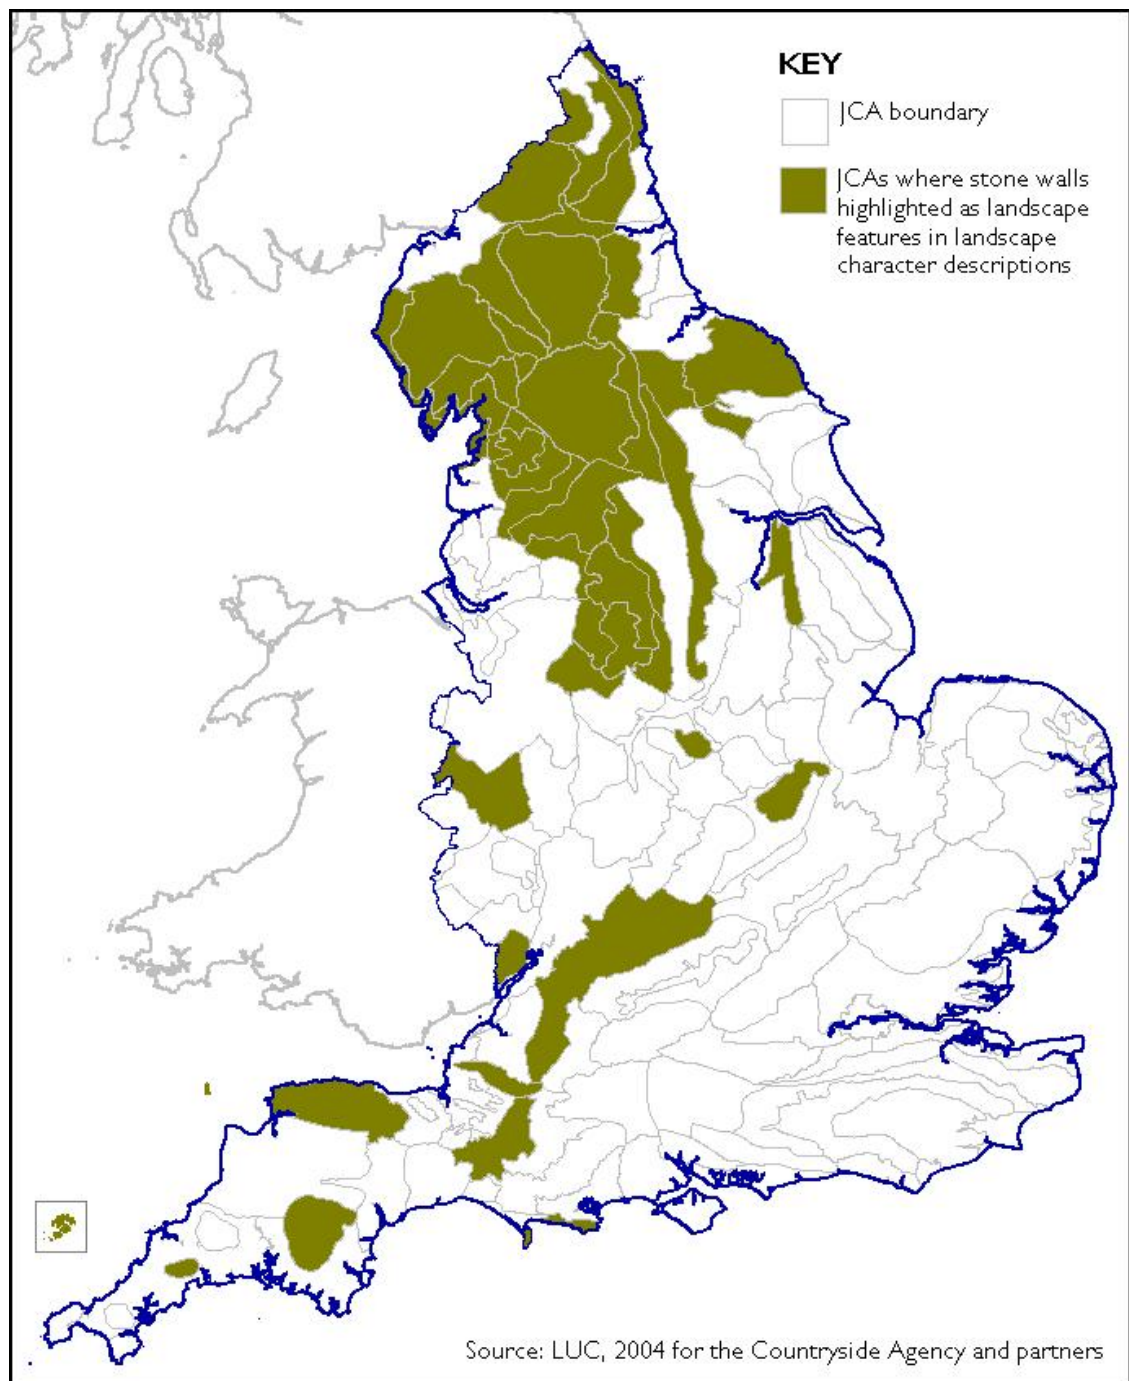 KEY
JCA boundary
JCAs where stone walls
highlighted as landscape
features in landscape
character descriptions
Source: LUC, 2004 for the Countryside Agency and partners